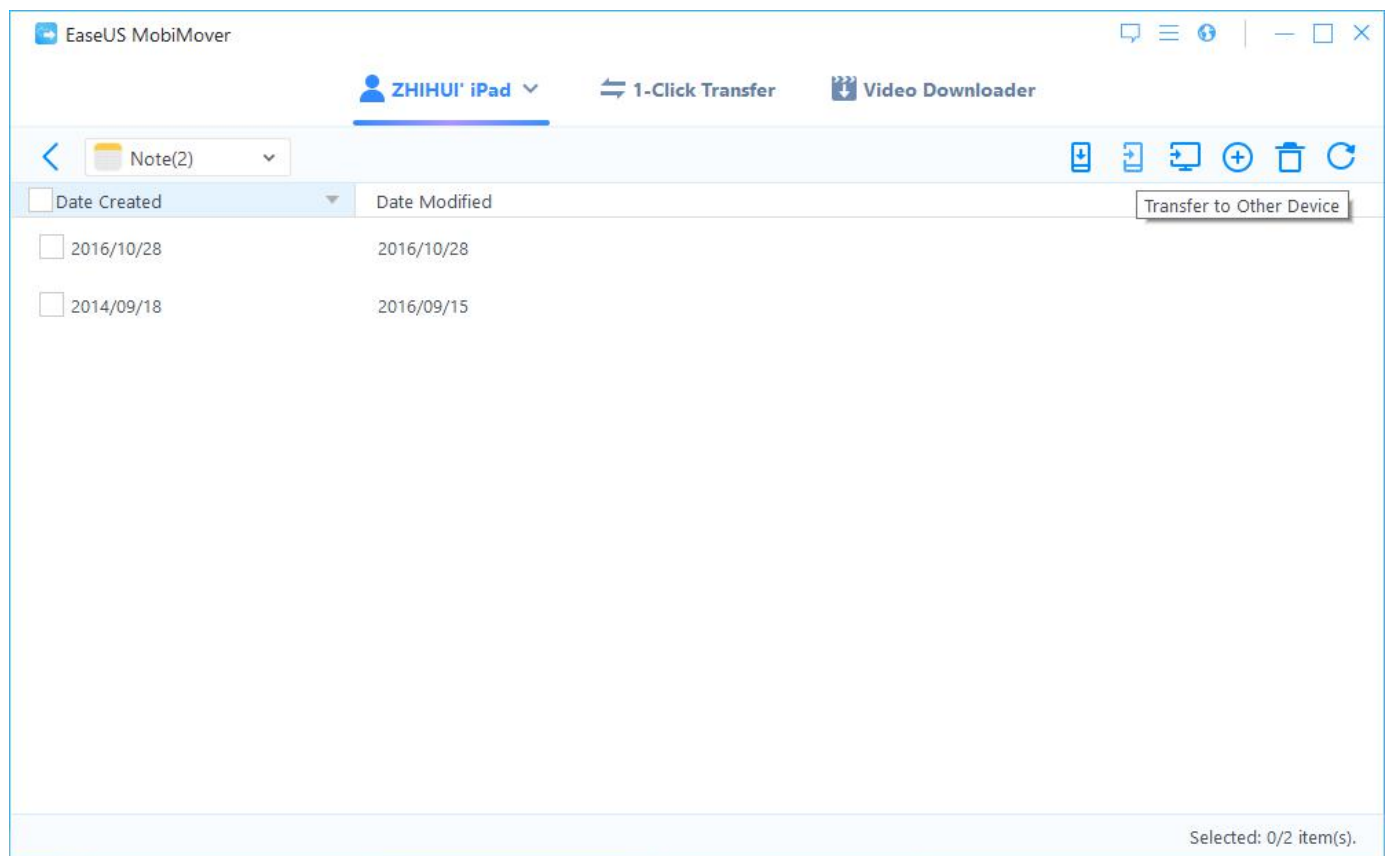 EaseUS MobiMover
ZHIHUI' iPad 1-Click Transfer Video Downloader
Note(2)
Date Created Date Modified
Transfer to Other Device
2016/10/28 2016/10/28
2014/09/18 2016/09/15
Selected: 0/2 item(s).